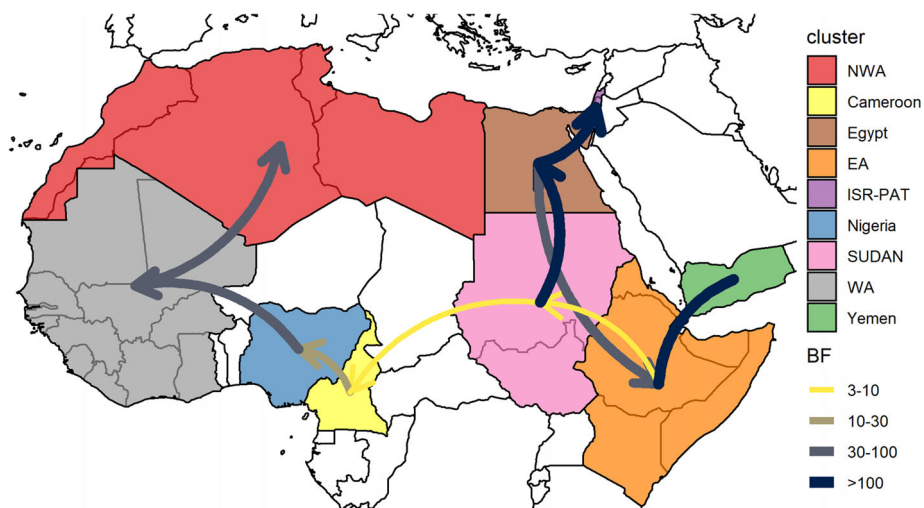 cluster
NWA
Cameroon
Egypt
EA
ISR-PAT
Nigeria
SUDAN
WA
Yemen
BF
3-10
10-30
30-100
>100